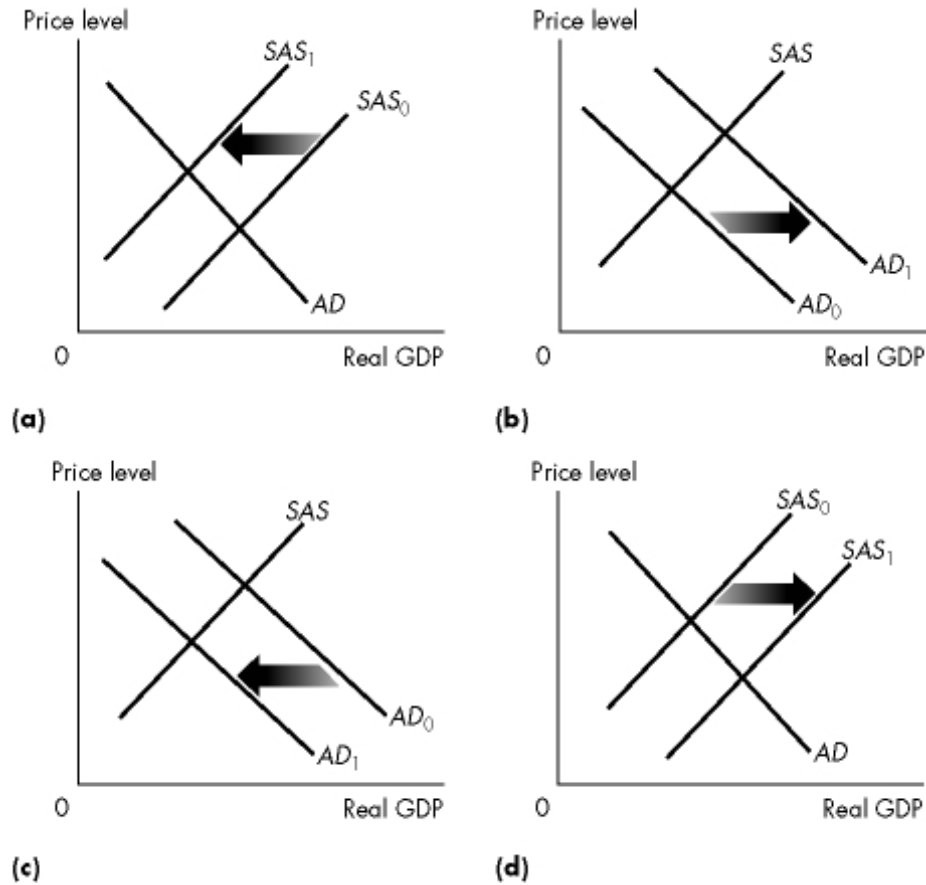 Price level
SAS₁
SAS₀
AD
0
Real GDP
(a)
Price level
SAS
AD₁
AD₀
0
Real GDP
(b)
Price level
SAS
AD₀
AD₁
0
Real GDP
(c)
Price level
SAS₀
SAS₁
AD
0
Real GDP
(d)